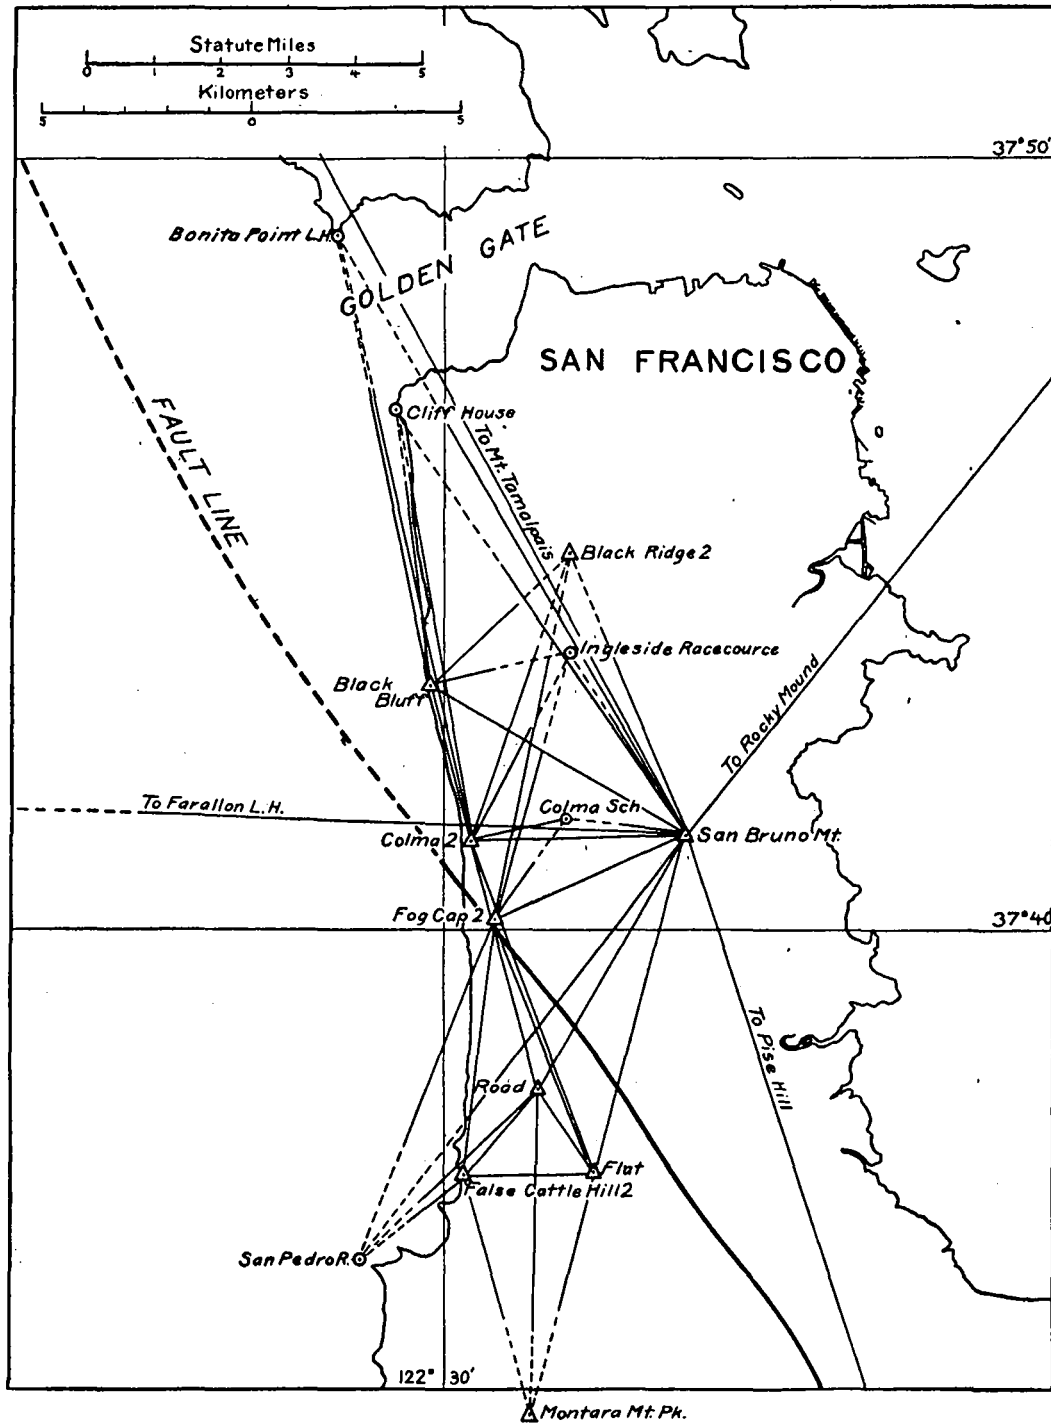 Statute Miles
0 1 2 3 4 5
Kilometers
5 0 5
37°50'
Bonita Point L.H.
GOLDEN GATE
SAN FRANCISCO
Cliff House
FAULT LINE
To Mt. Tamalpais
Black Ridge 2
Ingleside Racecource
Black
Bluff
To Rocky Mound
To Farallon L.H.
Colma Sch.
Colma 2
San Bruno Mt.
Fog Cap 2
37°40
To Pise Hill
Road
Flat
False Cattle Hill 2
San Pedro R.
122° 30'
Montara Mt. Pk.